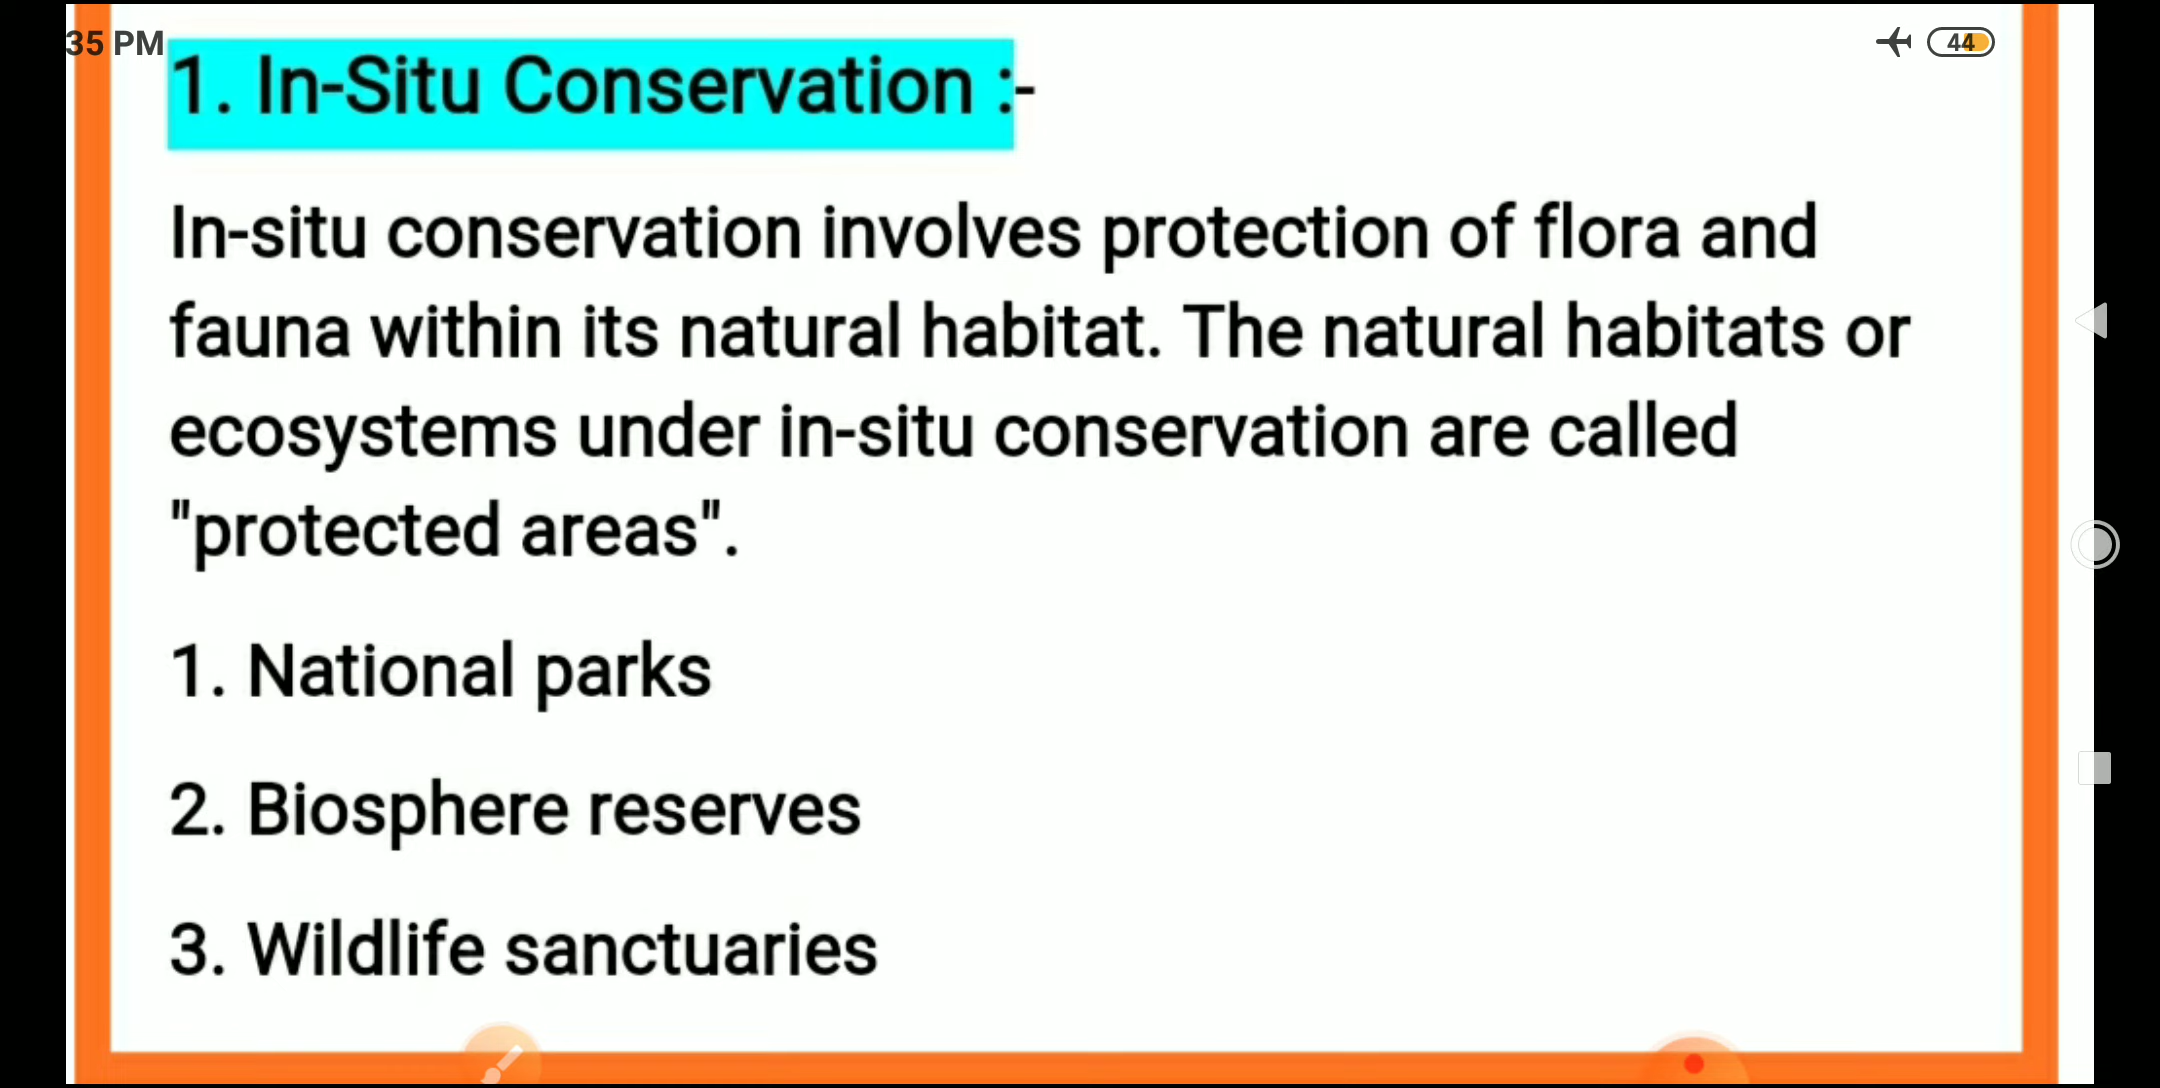 35 PM
44
1. In-Situ Conservation :-
In-situ conservation involves protection of flora and
fauna within its natural habitat. The natural habitats or
ecosystems under in-situ conservation are called
"protected areas".
1. National parks
2. Biosphere reserves
3. Wildlife sanctuaries